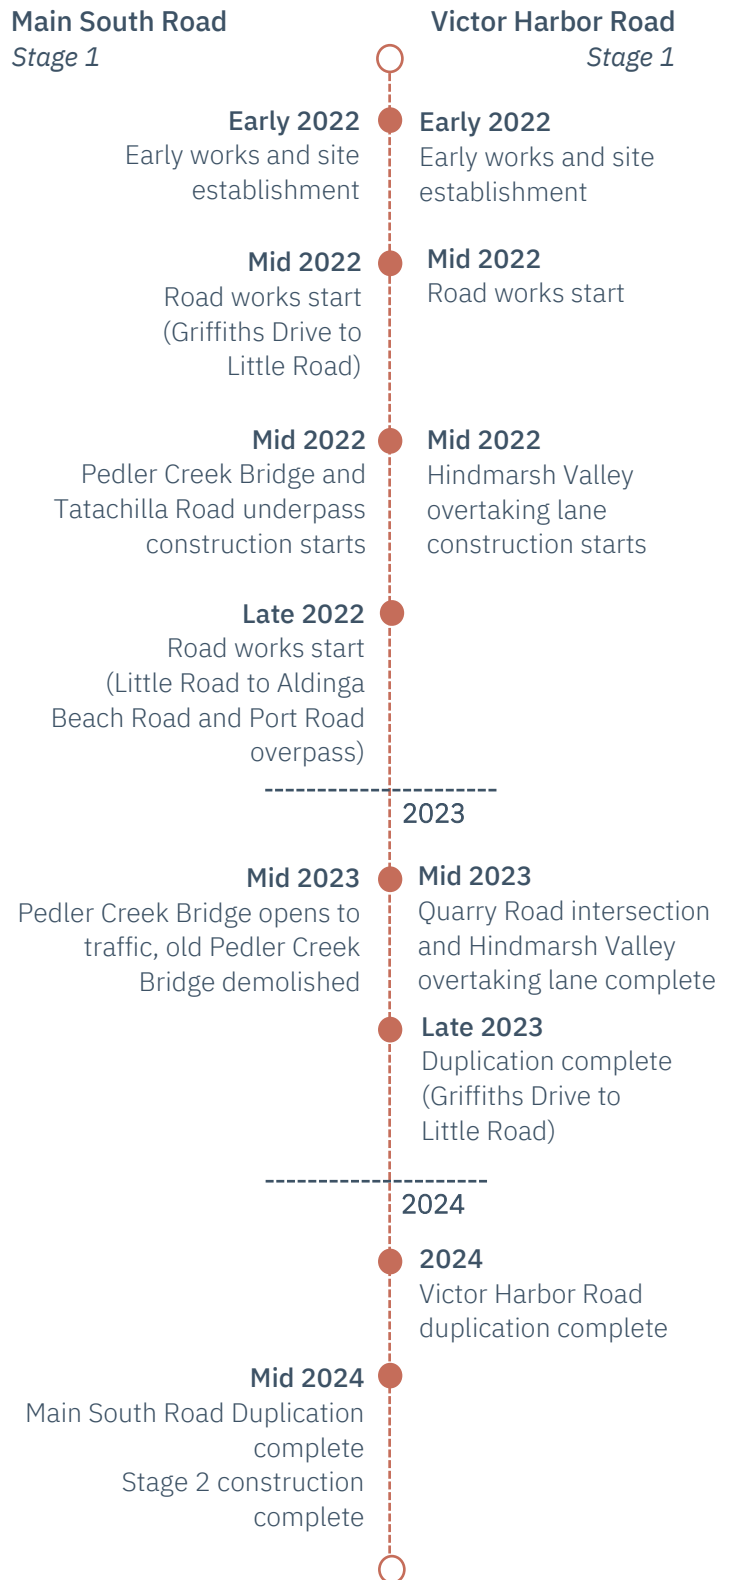 Main South Road
Stage 1
Victor Harbor Road
Stage 1
Early 2022
Early works and site
establishment
Early 2022
Early works and site
establishment
Mid 2022
Road works start
(Griffiths Drive to
Little Road)
Mid 2022
Road works start
Mid 2022
Pedler Creek Bridge and
Tatachilla Road underpass
construction starts
Mid 2022
Hindmarsh Valley
overtaking lane
construction starts
Late 2022
Road works start
(Little Road to Aldinga
Beach Road and Port Road
overpass)
2023
Mid 2023
Pedler Creek Bridge opens to
traffic, old Pedler Creek
Bridge demolished
Mid 2023
Quarry Road intersection
and Hindmarsh Valley
overtaking lane complete
Late 2023
Duplication complete
(Griffiths Drive to
Little Road)
2024
2024
Victor Harbor Road
duplication complete
Mid 2024
Main South Road Duplication
complete
Stage 2 construction
complete